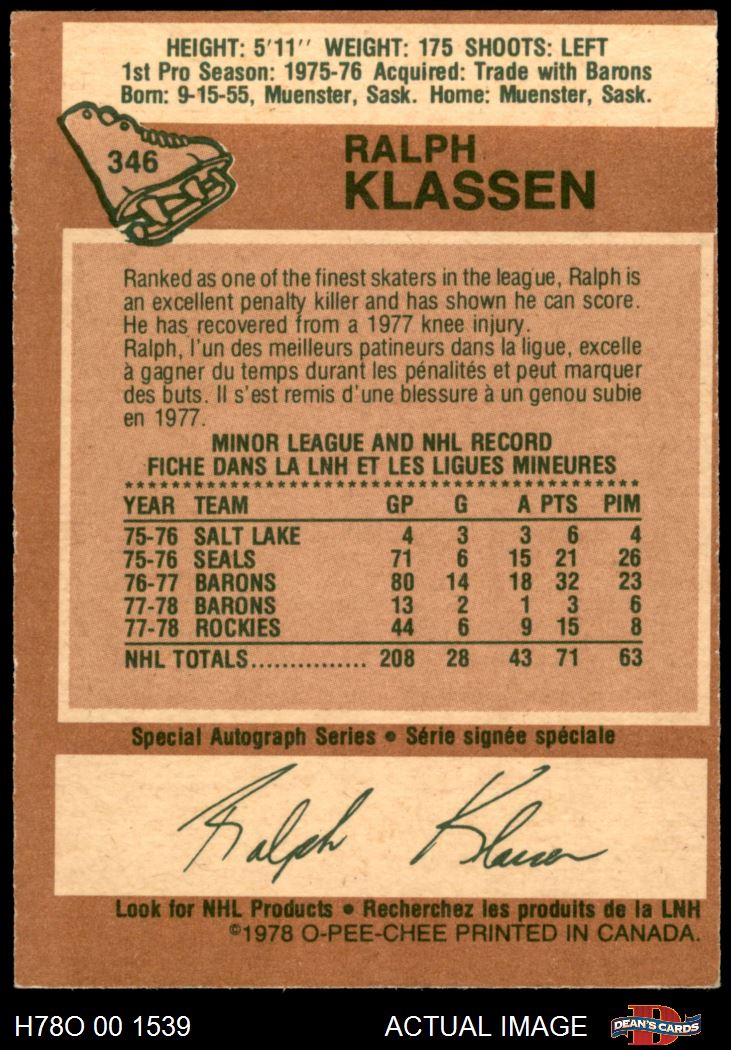 HEIGHT: 5'11'' WEIGHT: 175 SHOOTS: LEFT
1st Pro Season: 1975-76 Acquired: Trade with Barons
Born: 9-15-55, Muenster, Sask. Home: Muenster, Sask.
346
RALPH
KLASSEN
Ranked as one of the finest skaters in the league, Ralph is
an excellent penalty killer and has shown he can score.
He has recovered from a 1977 knee injury.
Ralph, l'un des meilleurs patineurs dans la ligue, excelle
à gagner du temps durant les pénalités et peut marquer
des buts. Il s'est remis d'une blessure à un genou subie
en 1977.
MINOR LEAGUE AND NHL RECORD
FICHE DANS LA LNH ET LES LIGUES MINEURES
YEAR TEAM GP G A PTS PIM
75-76 SALT LAKE 4 3 3 6 4
75-76 SEALS 71 6 15 21 26
76-77 BARONS 80 14 18 32 23
77-78 BARONS 13 2 1 3 6
77-78 ROCKIES 44 6 9 15 8
NHL TOTALS............... 208 28 43 71 63
Special Autograph Series • Série signée spéciale
Ralph Klassen
Look for NHL Products • Recherchez les produits de la LNH
©1978 O-PEE-CHEE PRINTED IN CANADA.
H78O 00 1539 ACTUAL IMAGE DEAN'S CARDS